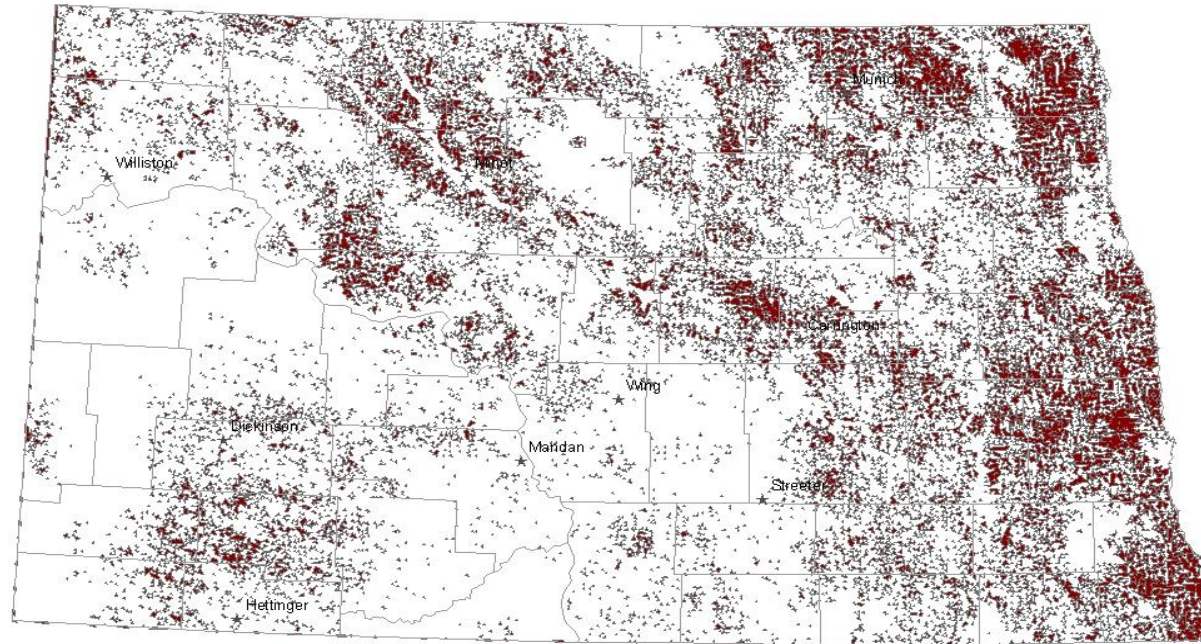 Munich
Williston
Minot
Carrington
Wing
Dickinson
Mandan
Streeter
Hettinger